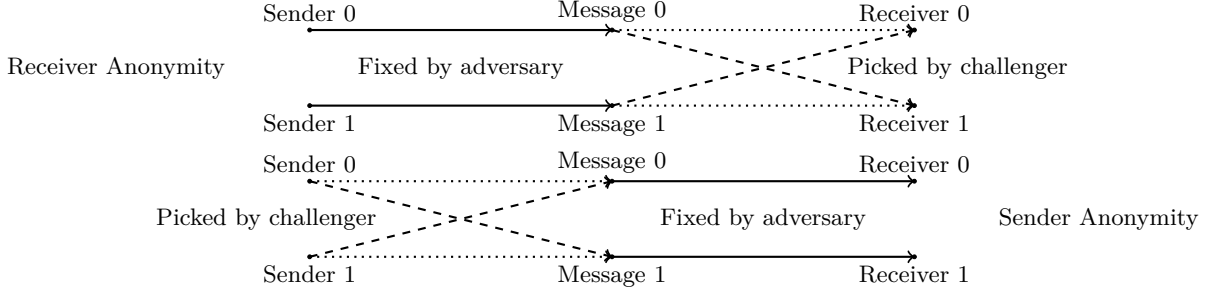 Sender 0 Message 0 Receiver 0
Receiver Anonymity Fixed by adversary Picked by challenger
Sender 1 Message 1 Receiver 1
Sender 0 Message 0 Receiver 0
Picked by challenger Fixed by adversary Sender Anonymity
Sender 1 Message 1 Receiver 1